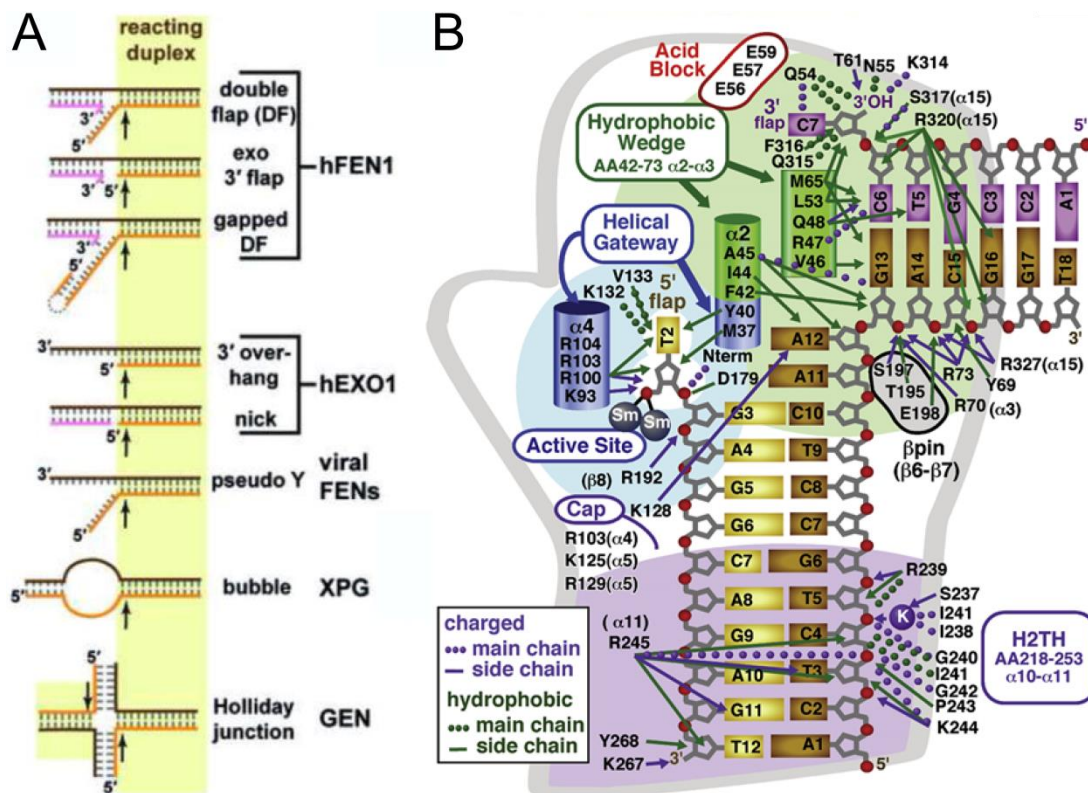 A
reacting
duplex
double
flap (DF)
3′
5′
exo
3′ flap
hFEN1
3′
5′
gapped
DF
3′
3′ over-
hang
3′
5′
hEXO1
nick
5′
pseudo Y
viral
FENs
3′
5′
bubble
XPG
5′
5′
Holliday
junction
GEN
5′
B
Acid
Block
E59
E57
E56
Q54
T61
N55
K314
3′OH
3′
flap
C7
S317(α15)
R320(α15)
5′
Hydrophobic
Wedge
AA42-73 α2-α3
F316
Q315
M65
L53
Q48
R47
V46
C6
T5
G4
C3
C2
A1
G13
A14
C15
G16
G17
T18
3′
Helical
Gateway
α2
A45
I44
F42
Y40
M37
Nterm
D179
V133
K132
5′
flap
T2
α4
R104
R103
R100
K93
Sm
Sm
Active Site
A12
A11
S197
T195
E198
R73
R70 (α3)
Y69
R327(α15)
βpin
(β6-β7)
G3
C10
A4
T9
G5
C8
G6
C7
C7
G6
A8
T5
G9
C4
A10
T3
G11
C2
T12
A1
3′
5′
(β8)
R192
K128
Cap
R103(α4)
K125(α5)
R129(α5)
(α11)
R245
Y268
K267
charged
main chain
side chain
hydrophobic
main chain
side chain
R239
K
S237
I241
I238
G240
I241
G242
P243
K244
H2TH
AA218-253
α10-α11